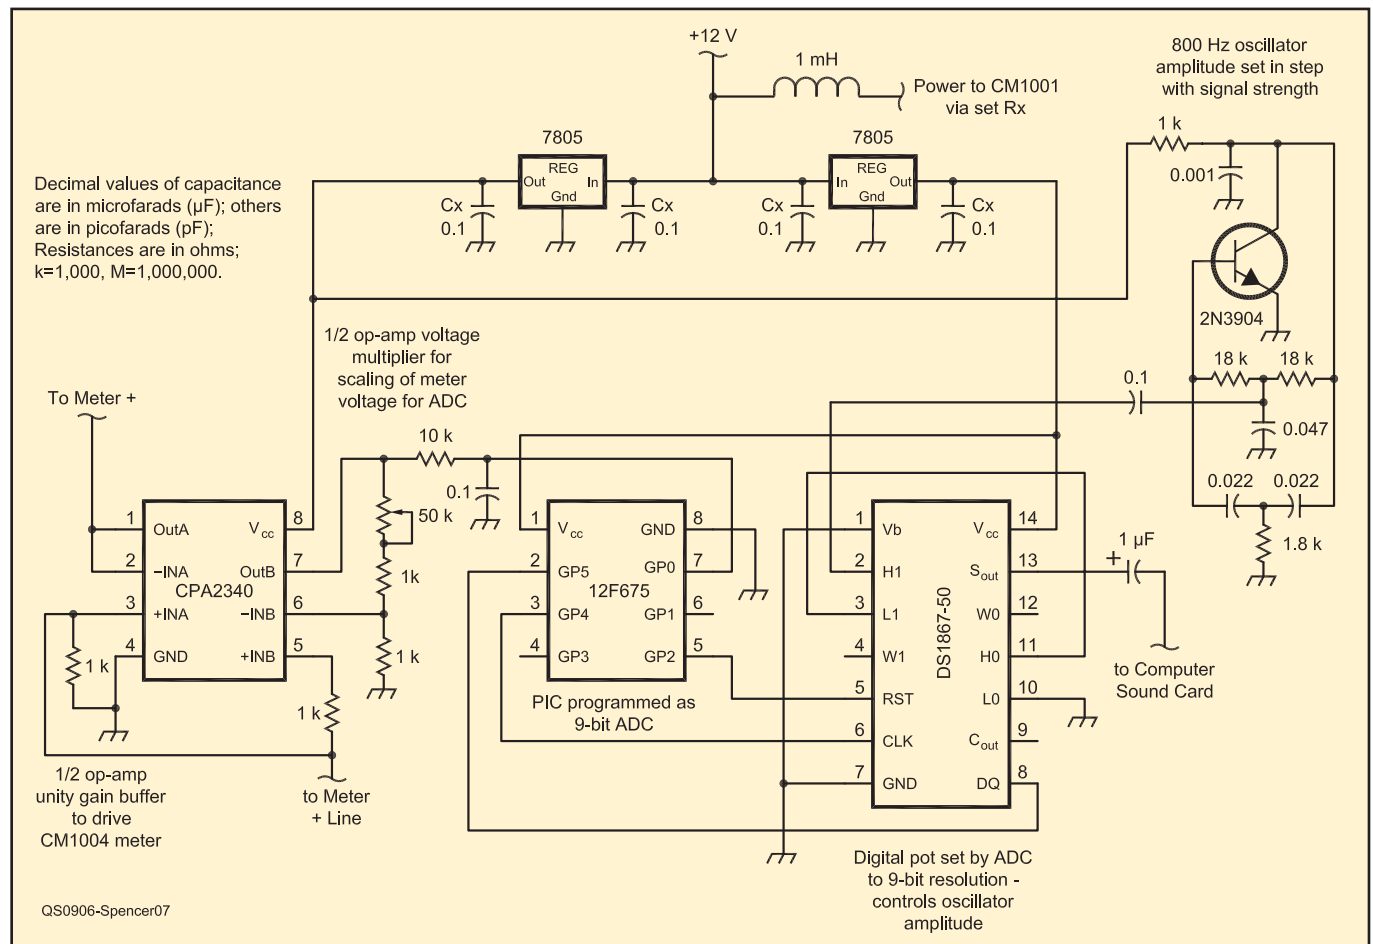 +12 V
1 mH
Power to CM1001
via set Rx
800 Hz oscillator
amplitude set in step
with signal strength
Decimal values of capacitance
are in microfarads (µF); others
are in picofarads (pF);
Resistances are in ohms;
k=1,000, M=1,000,000.
7805
REG
Out
In
Gnd
Cx
0.1
Cx
0.1
7805
REG
In
Out
Gnd
Cx
0.1
Cx
0.1
1 k
0.001
2N3904
18 k
18 k
0.1
0.047
0.022
0.022
1.8 k
1/2 op-amp voltage
multiplier for
scaling of meter
voltage for ADC
To Meter +
10 k
0.1
50 k
1k
1 k
1
OutA
2
−INA
3
+INA
4
GND
CPA2340
8
Vcc
7
OutB
6
−INB
5
+INB
1 k
1 k
1/2 op-amp
unity gain buffer
to drive
CM1004 meter
to Meter
+ Line
1
Vcc
2
GP5
3
GP4
4
GP3
12F675
8
GND
7
GP0
6
GP1
5
GP2
PIC programmed as
9-bit ADC
1
Vb
2
H1
3
L1
4
W1
5
RST
6
CLK
7
GND
DS1867-50
14
Vcc
13
Sout
12
W0
11
H0
10
L0
9
Cout
8
DQ
+
1 µF
to Computer
Sound Card
Digital pot set by ADC
to 9-bit resolution -
controls oscillator
amplitude
QS0906-Spencer07